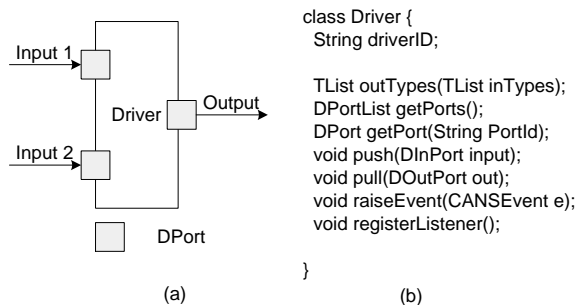 Input 1
Driver
Output
Input 2
DPort
(a)
class Driver {
String driverID;
TList outTypes(TList inTypes);
DPortList getPorts();
DPort getPort(String PortId);
void push(DInPort input);
void pull(DOutPort out);
void raiseEvent(CANSEvent e);
void registerListener();
}
(b)